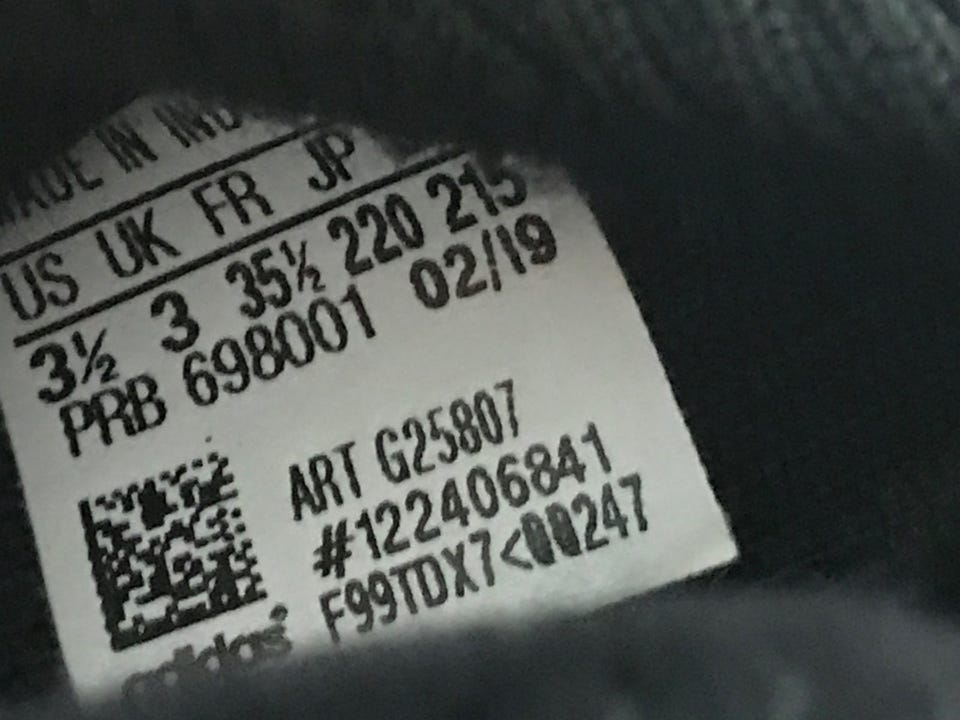 MADE IN
US UK FR JP
3½ 3 35½ 220 215
PRB 698001 02/19
ART G25807
#122406841
F99TDX7<00247
adidas